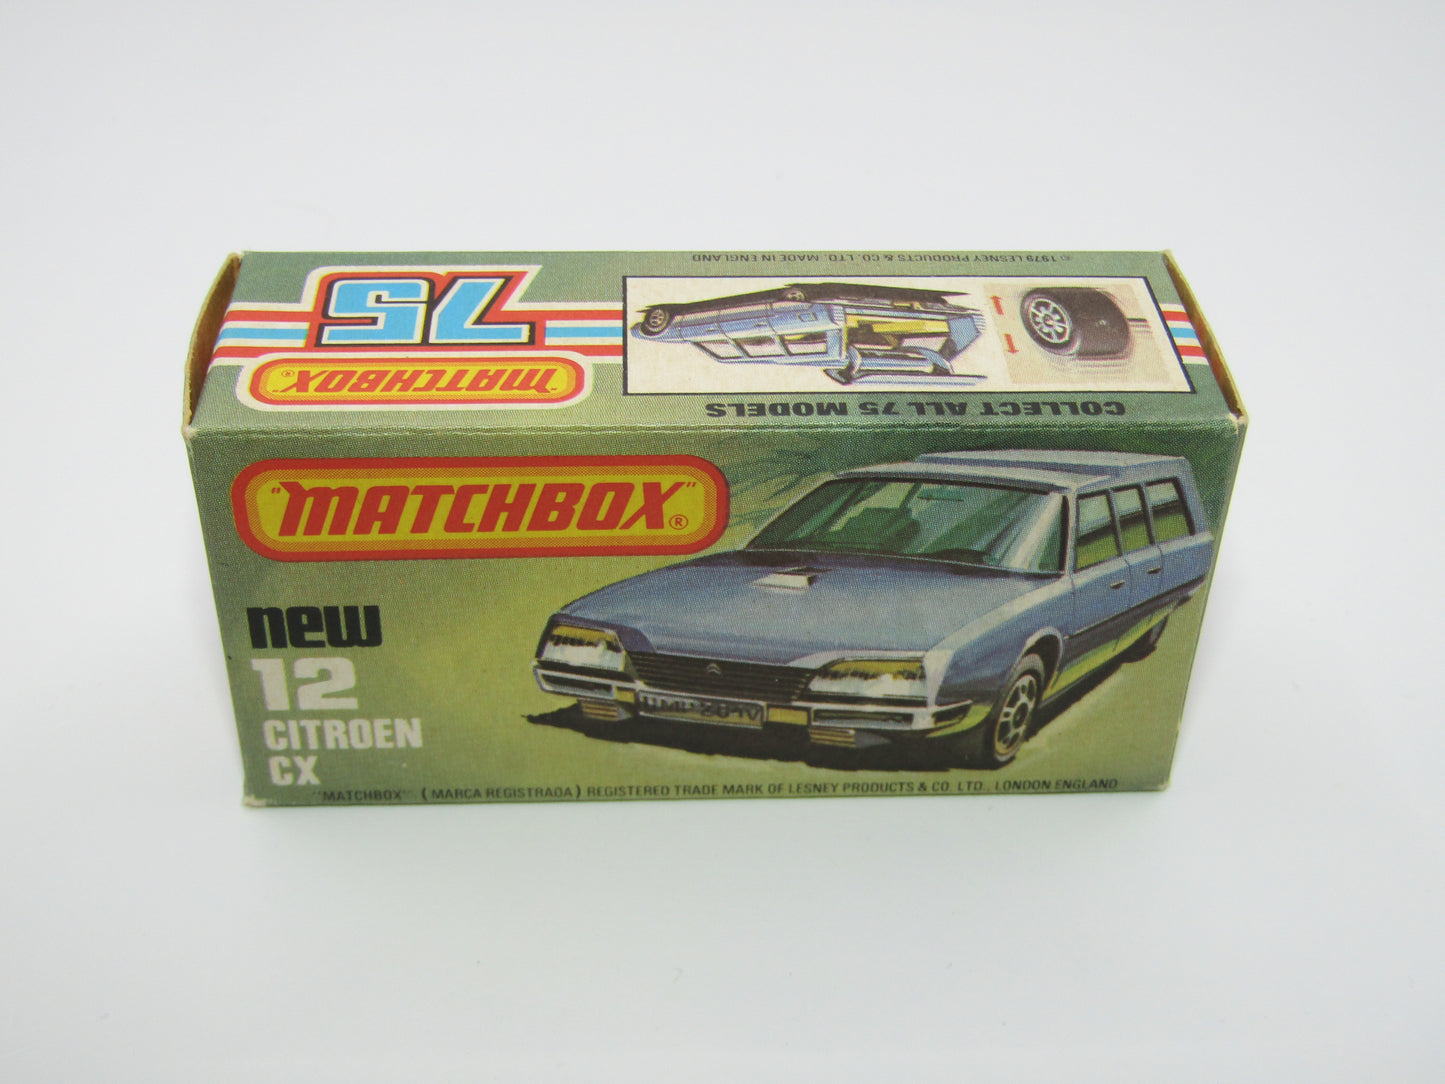 © 1979 LESNEY PRODUCTS & CO. LTD. MADE IN ENGLAND
75
"MATCHBOX"®
COLLECT ALL 75 MODELS
"MATCHBOX"®
new
12
CITROEN
CX
"MATCHBOX" (MARCA REGISTRADA) REGISTERED TRADE MARK OF LESNEY PRODUCTS & CO. LTD., LONDON ENGLAND